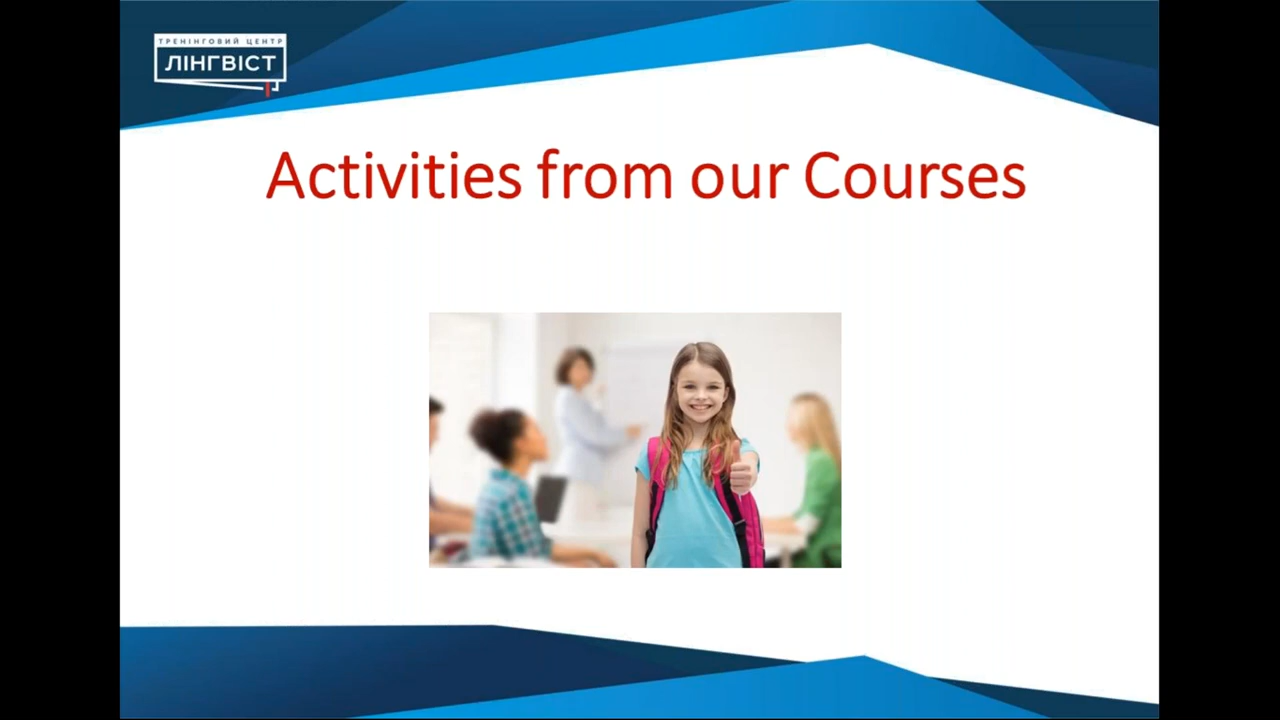 ТРЕНІНГОВИЙ ЦЕНТР
ЛІНГВІСТ
Activities from our Courses